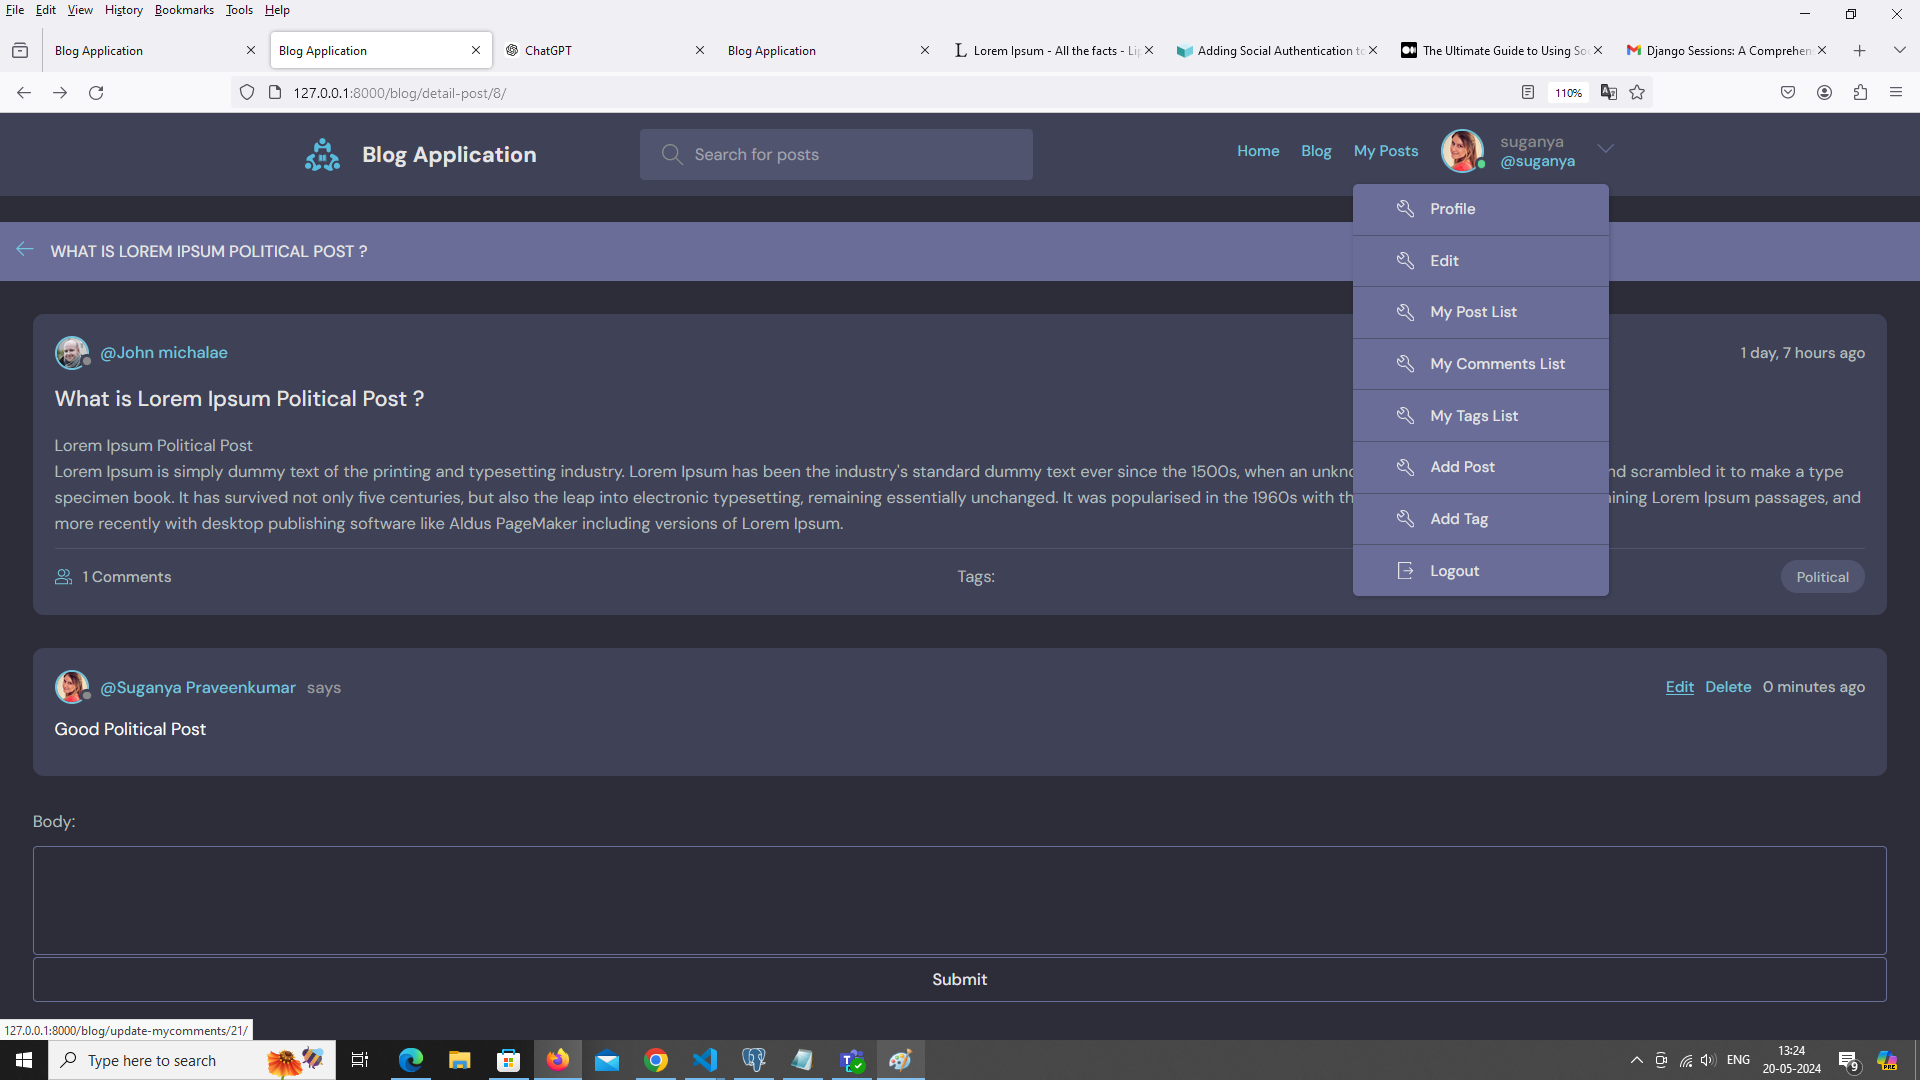 File Edit View History Bookmarks Tools Help
Blog Application
Blog Application
ChatGPT
Blog Application
Lorem Ipsum - All the facts - Li
Adding Social Authentication to
The Ultimate Guide to Using So
Django Sessions: A Comprehen
127.0.0.1:8000/blog/detail-post/8/
110%
Blog Application
Search for posts
Home
Blog
My Posts
suganya
@suganya
Profile
Edit
My Post List
My Comments List
My Tags List
Add Post
Add Tag
Logout
WHAT IS LOREM IPSUM POLITICAL POST ?
@John michalae
1 day, 7 hours ago
What is Lorem Ipsum Political Post ?
Lorem Ipsum Political Post
Lorem Ipsum is simply dummy text of the printing and typesetting industry. Lorem Ipsum has been the industry's standard dummy text ever since the 1500s, when an unkno d scrambled it to make a type
specimen book. It has survived not only five centuries, but also the leap into electronic typesetting, remaining essentially unchanged. It was popularised in the 1960s with th ining Lorem Ipsum passages, and
more recently with desktop publishing software like Aldus PageMaker including versions of Lorem Ipsum.
1 Comments
Tags:
Political
@Suganya Praveenkumar says
Edit Delete 0 minutes ago
Good Political Post
Body:
Submit
127.0.0.1:8000/blog/update-mycomments/21/
Type here to search
ENG
13:24
20-05-2024
9
PRE